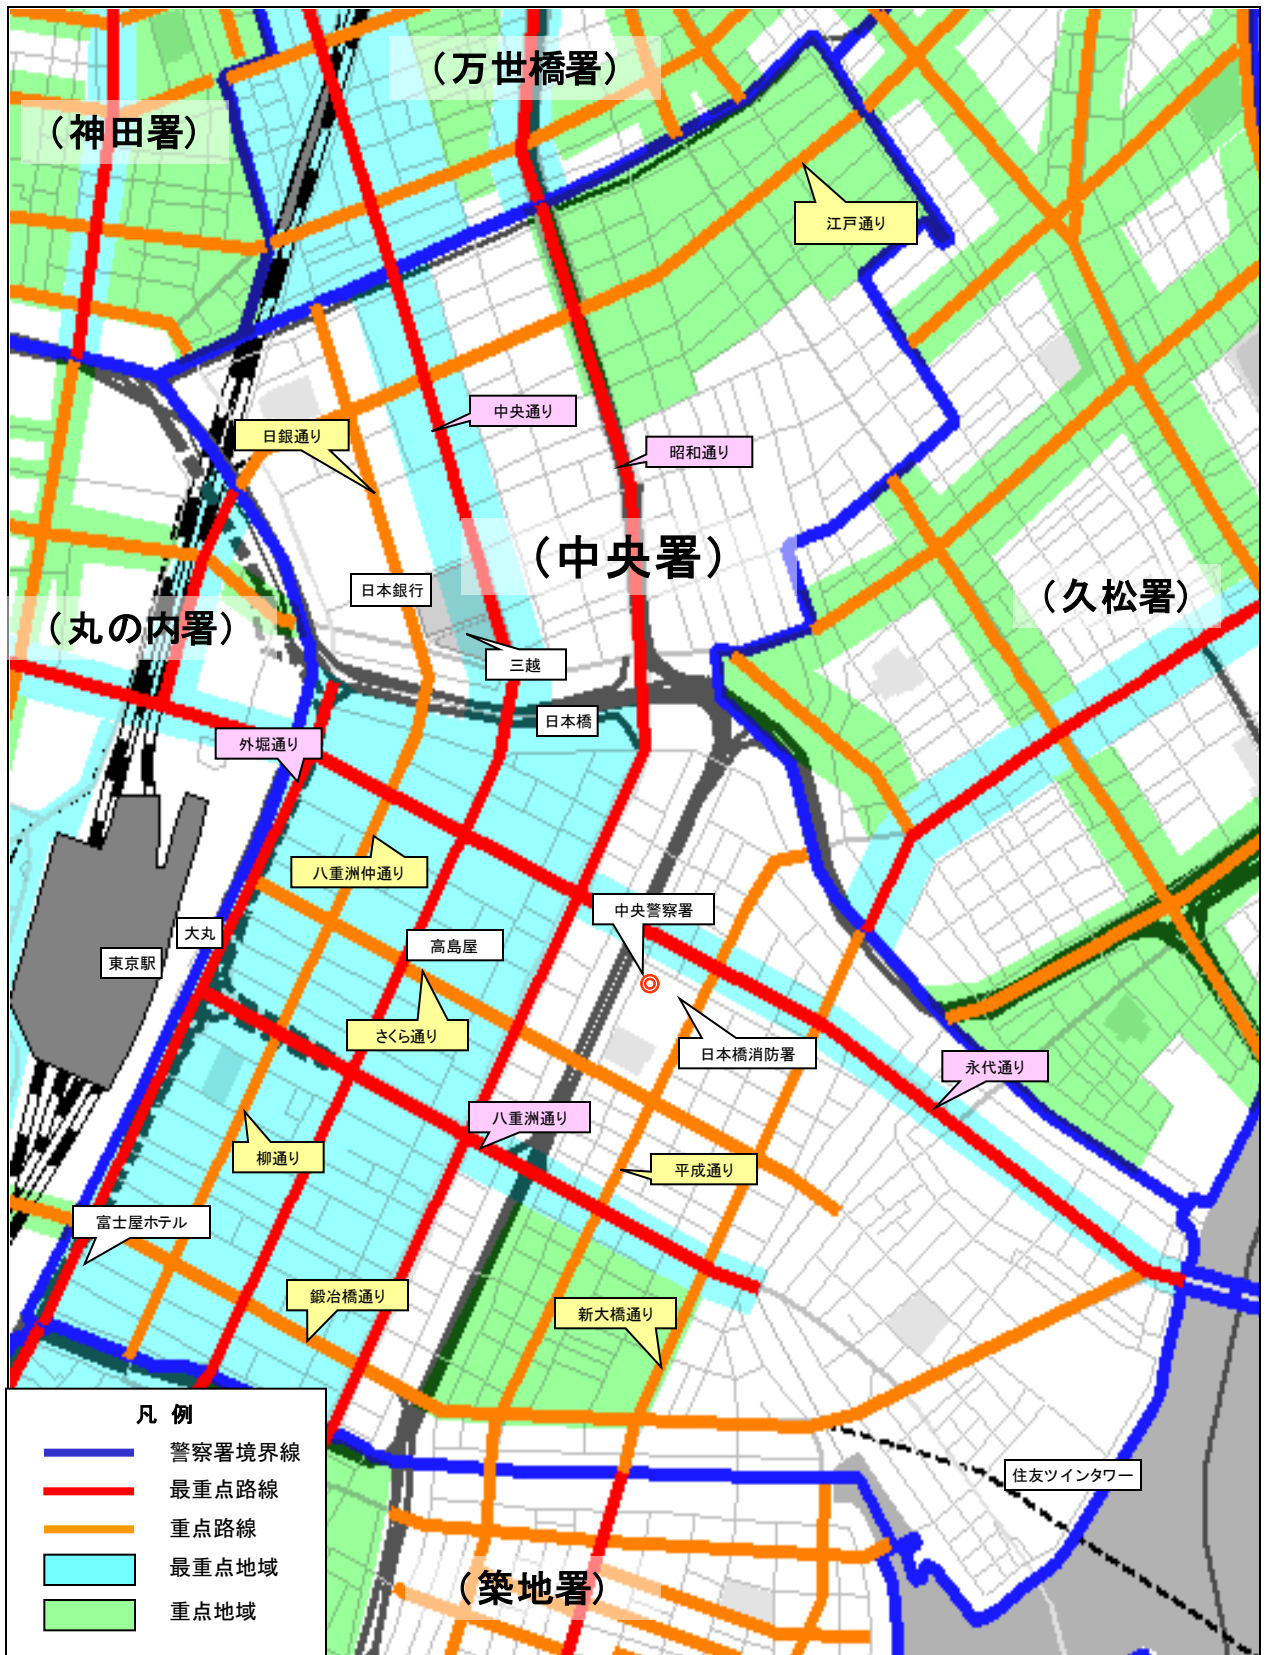 （万世橋署）
（神田署）
江戸通り
中央通り
日銀通り
昭和通り
（中央署）
日本銀行
（久松署）
（丸の内署）
三越
日本橋
外堀通り
八重洲仲通り
中央警察署
大丸
高島屋
東京駅
さくら通り
日本橋消防署
永代通り
八重洲通り
柳通り
平成通り
富士屋ホテル
鍛冶橋通り
新大橋通り
凡 例
警察署境界線
最重点路線
重点路線
最重点地域
重点地域
住友ツインタワー
（築地署）